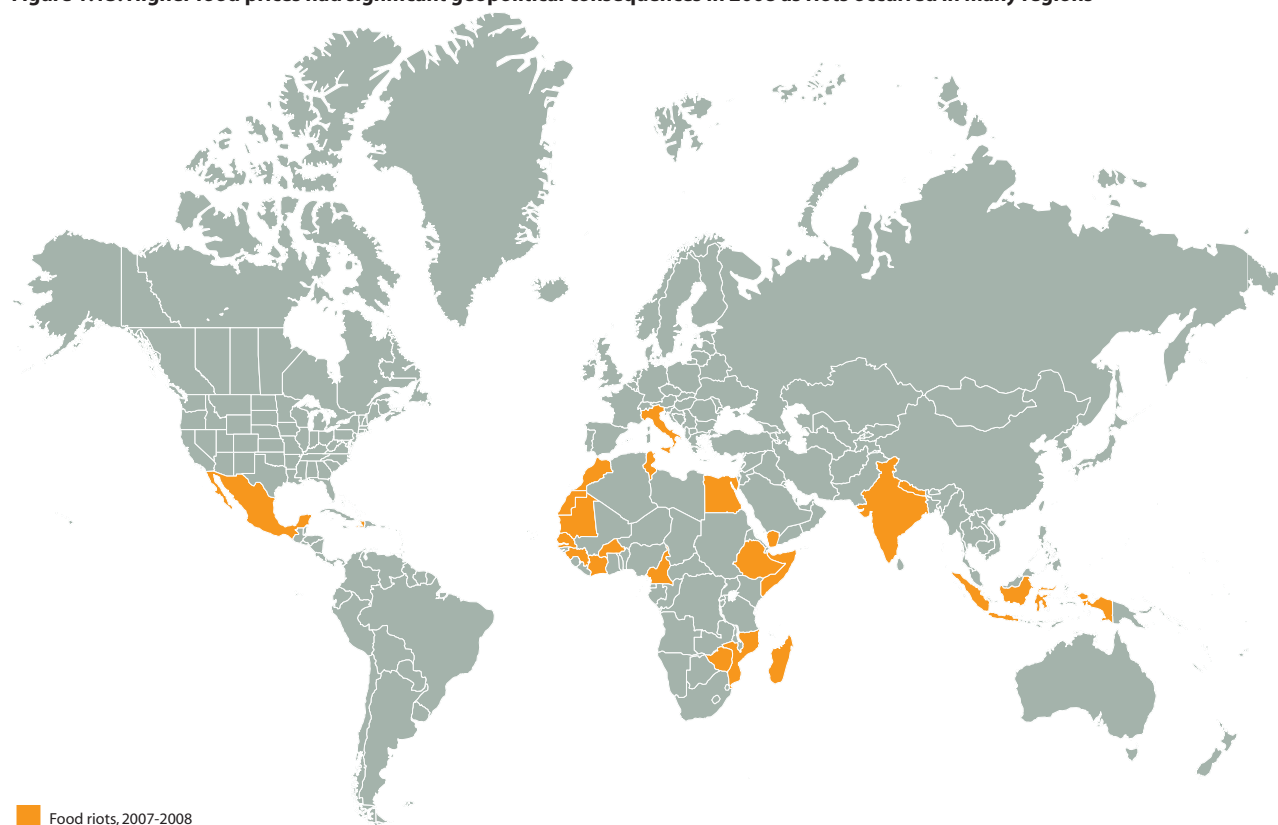 Figure Higher food prices had significant geopolitical consequences in 2008 as riots occurred in many regions
Food riots, 2007-2008